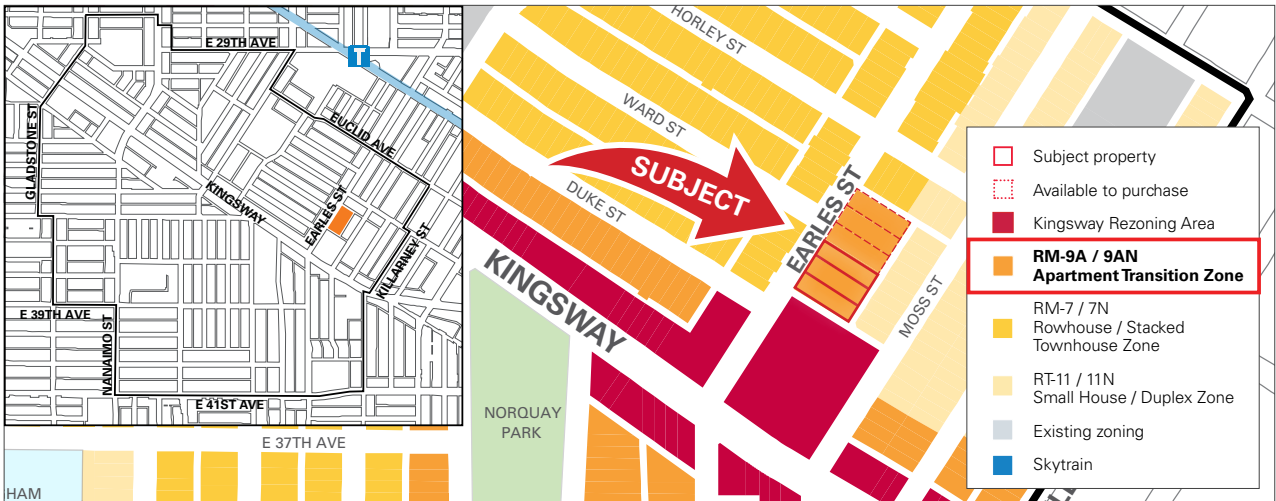 E 29TH AVE
T
GLADSTONE ST
EUCLID AVE
KINGSWAY
EARLES ST
KILLARNEY ST
E 39TH AVE
NANAIMO ST
E 41ST AVE
E 37TH AVE
HAM
HORLEY ST
WARD ST
SUBJECT
DUKE ST
EARLES ST
KINGSWAY
MOSS ST
NORQUAY
PARK
Subject property
Available to purchase
Kingsway Rezoning Area
RM-9A / 9AN
Apartment Transition Zone
RM-7 / 7N
Rowhouse / Stacked
Townhouse Zone
RT-11 / 11N
Small House / Duplex Zone
Existing zoning
Skytrain